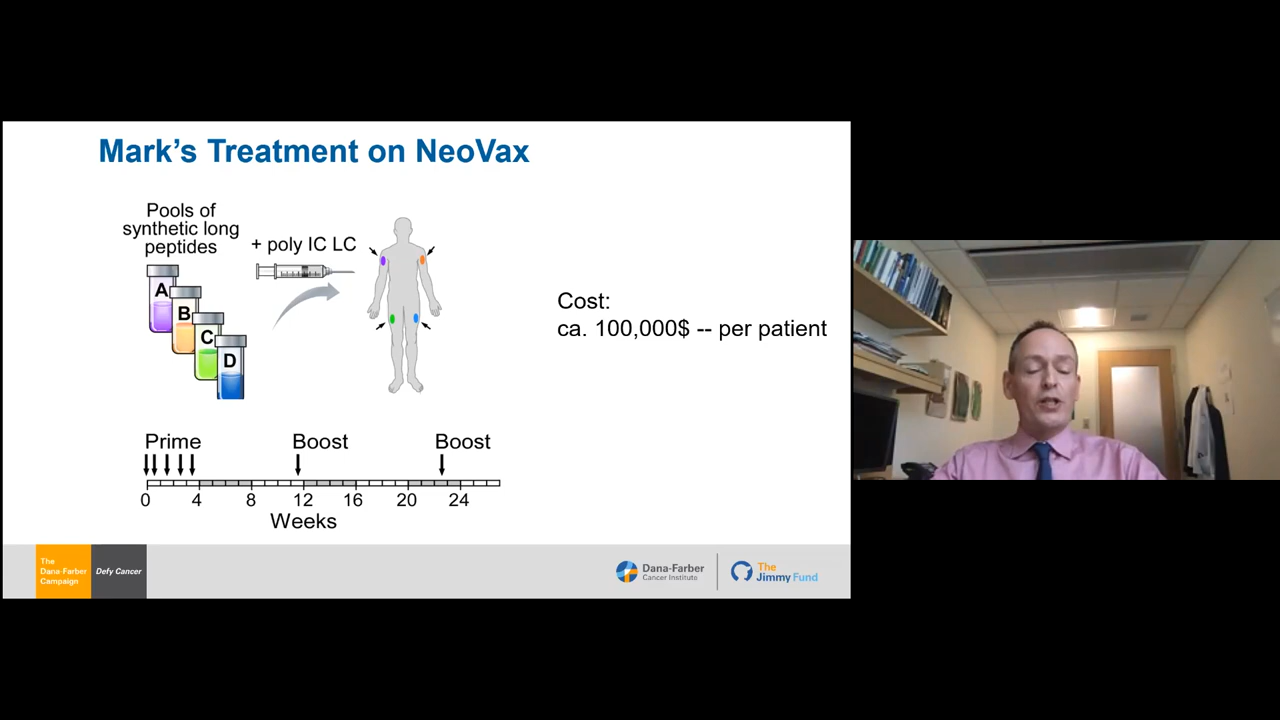 Mark's Treatment on NeoVax
Pools of
synthetic long
peptides
+ poly IC LC
A
B
C
D
Cost:
ca. 100,000$ -- per patient
Prime
Boost
Boost
0
4
8
12
16
20
24
Weeks
The
Dana-Farber
Campaign
Defy Cancer
Dana-Farber
Cancer Institute
The
Jimmy Fund